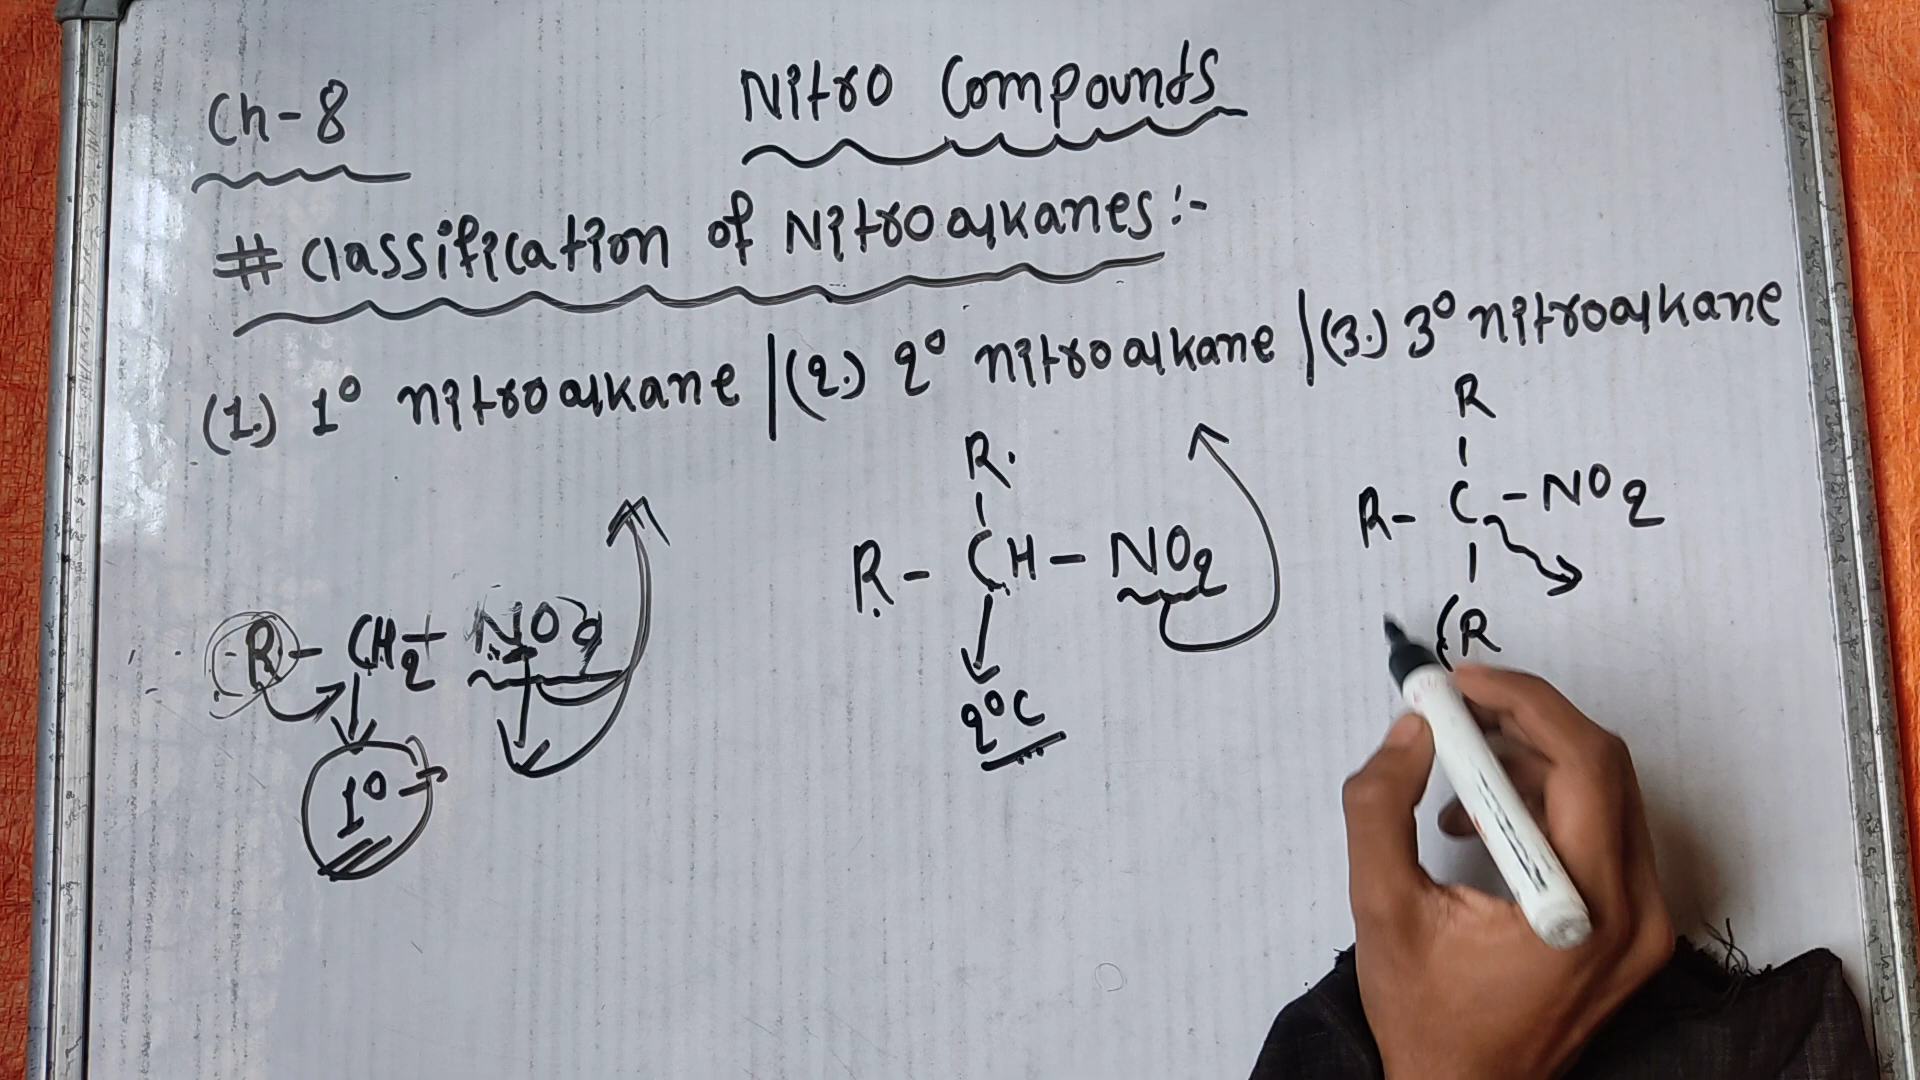 Ch-8
Nitro Compounds
# Classification of Nitroalkanes:-
(1.) 1° nitroalkane | (2.) 2° nitroalkane | (3.) 3° nitroalkane
R - CH2 - NO2
1°
R
R - CH - NO2
2°C
R
R - C - NO2
R